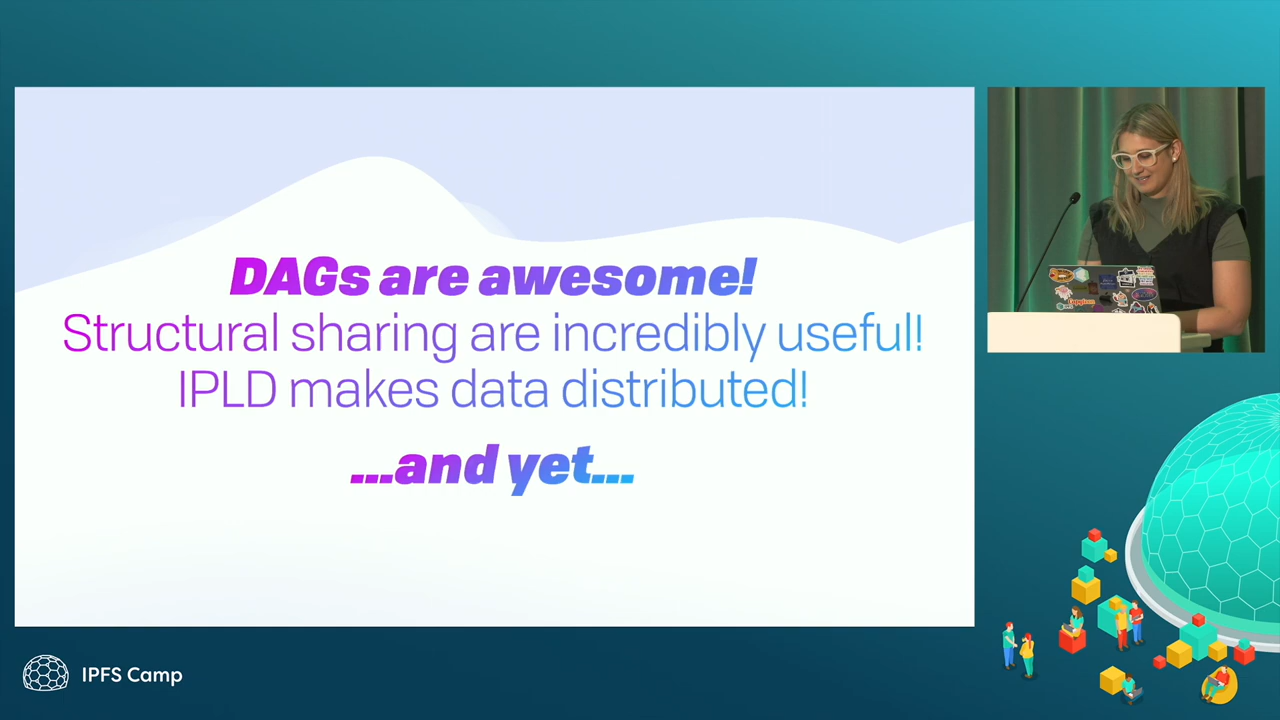 DAGs are awesome!
Structural sharing are incredibly useful!
IPLD makes data distributed!
...and yet...
IPFS Camp